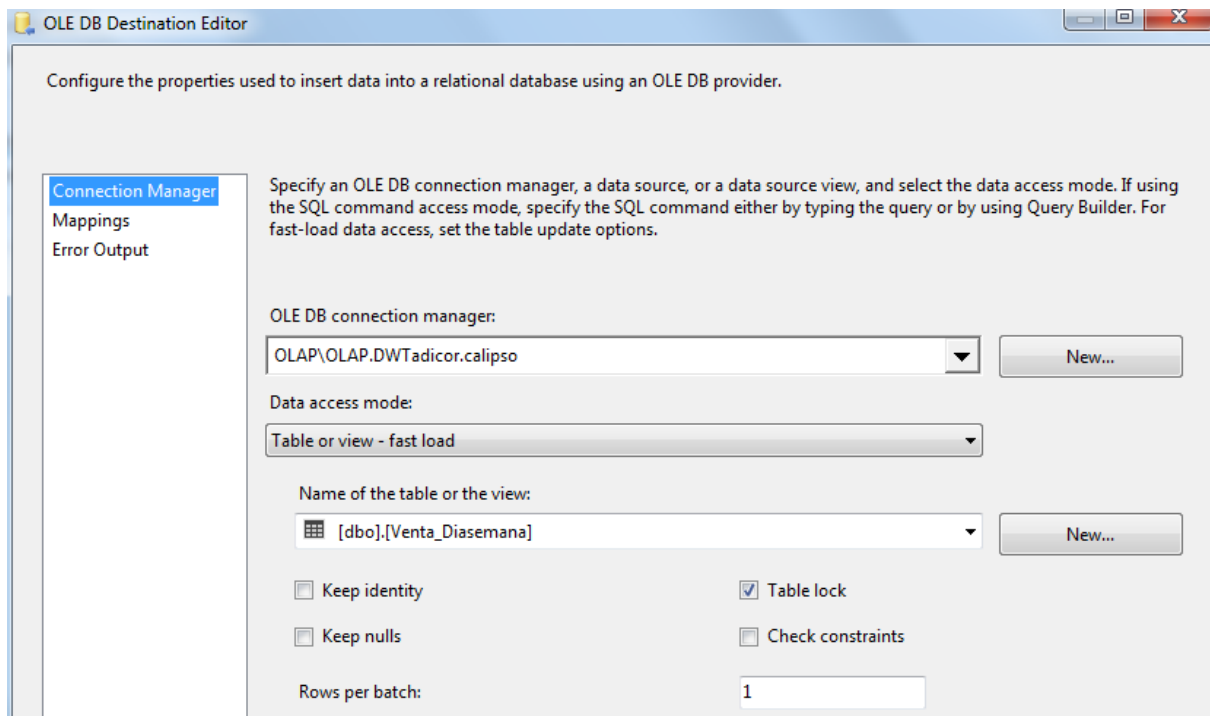 OLE DB Destination Editor
Configure the properties used to insert data into a relational database using an OLE DB provider.
Connection Manager
Mappings
Error Output
Specify an OLE DB connection manager, a data source, or a data source view, and select the data access mode. If using
the SQL command access mode, specify the SQL command either by typing the query or by using Query Builder. For
fast-load data access, set the table update options.
OLE DB connection manager:
OLAP\OLAP.DWTadicor.calipso
New...
Data access mode:
Table or view - fast load
Name of the table or the view:
[dbo].[Venta_Diasemana]
New...
Keep identity
Table lock
Keep nulls
Check constraints
Rows per batch:
1